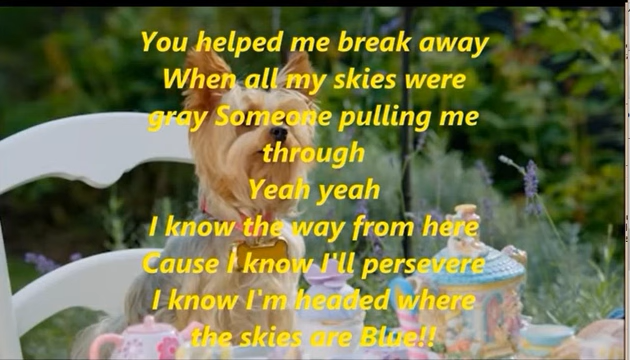 You helped me break away
When all my skies were
gray Someone pulling me
through
Yeah yeah
I know the way from here
Cause I know I'll persevere
I know I'm headed where
the skies are Blue!!